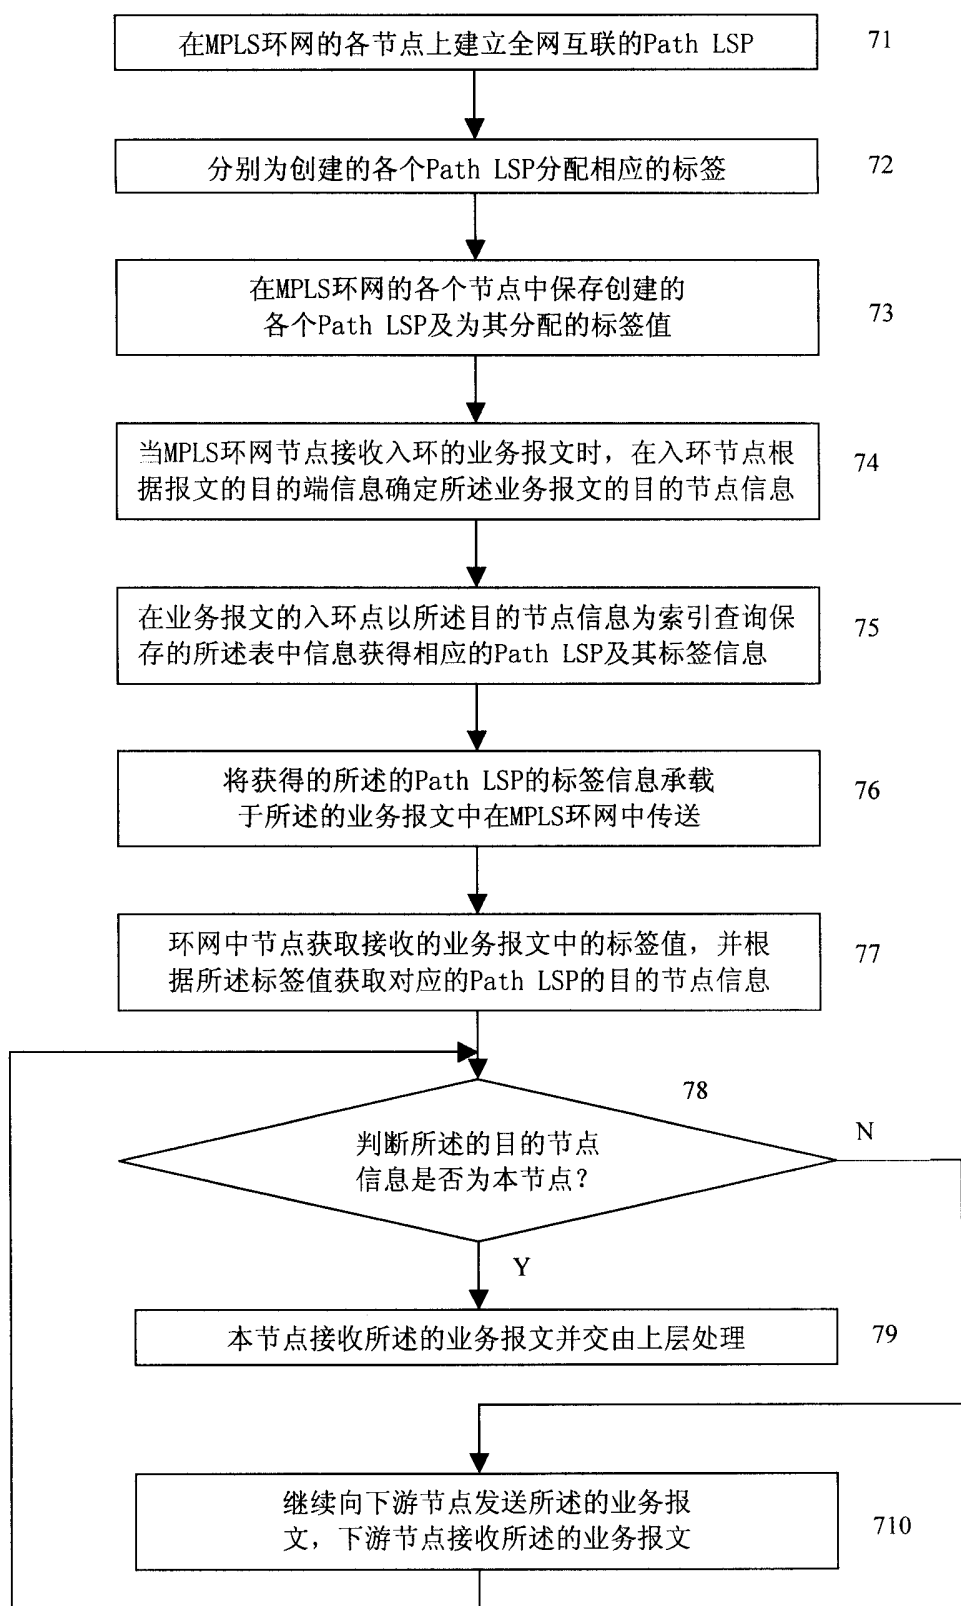 在MPLS环网的各节点上建立全网互联的Path LSP
71
分别为创建的各个Path LSP分配相应的标签
72
在MPLS环网的各个节点中保存创建的
各个Path LSP及为其分配的标签值
73
当MPLS环网节点接收入环的业务报文时，在入环节点根
据报文的目的端信息确定所述业务报文的目的节点信息
74
在业务报文的入环点以所述目的节点信息为索引查询保
存的所述表中信息获得相应的Path LSP及其标签信息
75
将获得的所述的Path LSP的标签信息承载
于所述的业务报文中在MPLS环网中传送
76
环网中节点获取接收的业务报文中的标签值，并根
据所述标签值获取对应的Path LSP的目的节点信息
77
78
判断所述的目的节点
信息是否为本节点？
N
Y
本节点接收所述的业务报文并交由上层处理
79
继续向下游节点发送所述的业务报
文，下游节点接收所述的业务报文
710